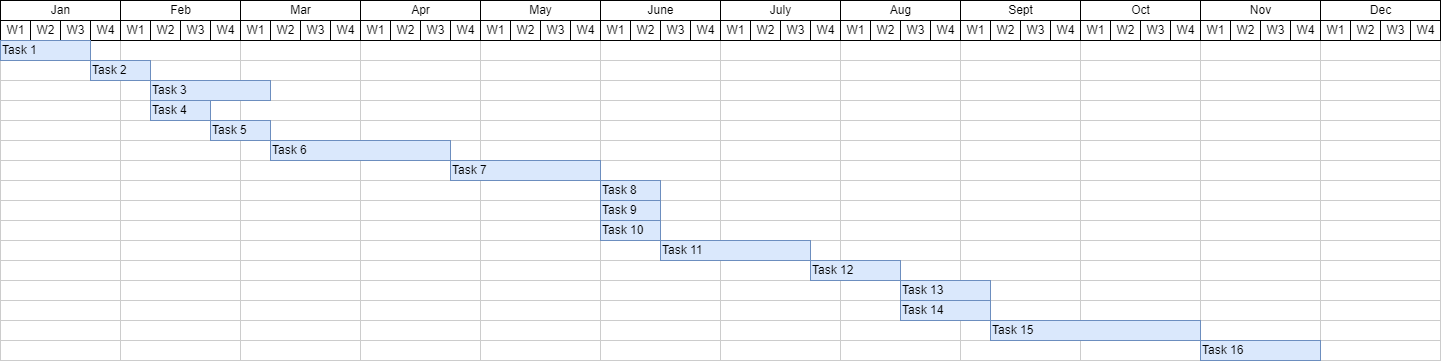 Jan Feb Mar Apr May June July Aug Sept Oct Nov Dec
W1 W2 W3 W4 W1 W2 W3 W4 W1 W2 W3 W4 W1 W2 W3 W4 W1 W2 W3 W4 W1 W2 W3 W4 W1 W2 W3 W4 W1 W2 W3 W4 W1 W2 W3 W4 W1 W2 W3 W4 W1 W2 W3 W4 W1 W2 W3 W4
Task 1
Task 2
Task 3
Task 4
Task 5
Task 6
Task 7
Task 8
Task 9
Task 10
Task 11
Task 12
Task 13
Task 14
Task 15
Task 16